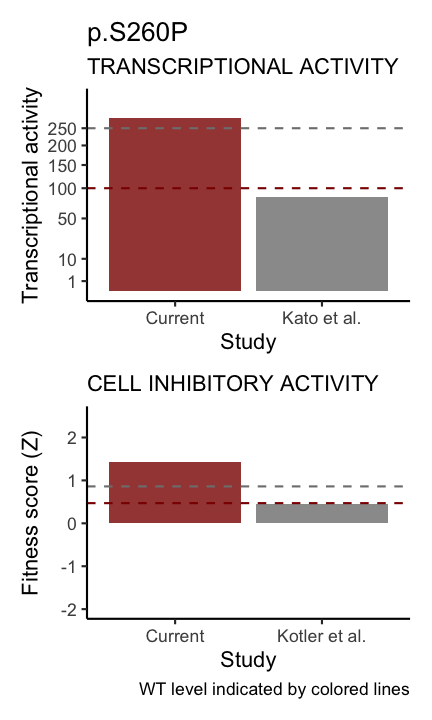 p.S260P
TRANSCRIPTIONAL ACTIVITY
Transcriptional activity
250
200
150
100
50
10
1
Current
Kato et al.
Study
CELL INHIBITORY ACTIVITY
Fitness score (Z)
2
1
0
-1
-2
Current
Kotler et al.
Study
WT level indicated by colored lines